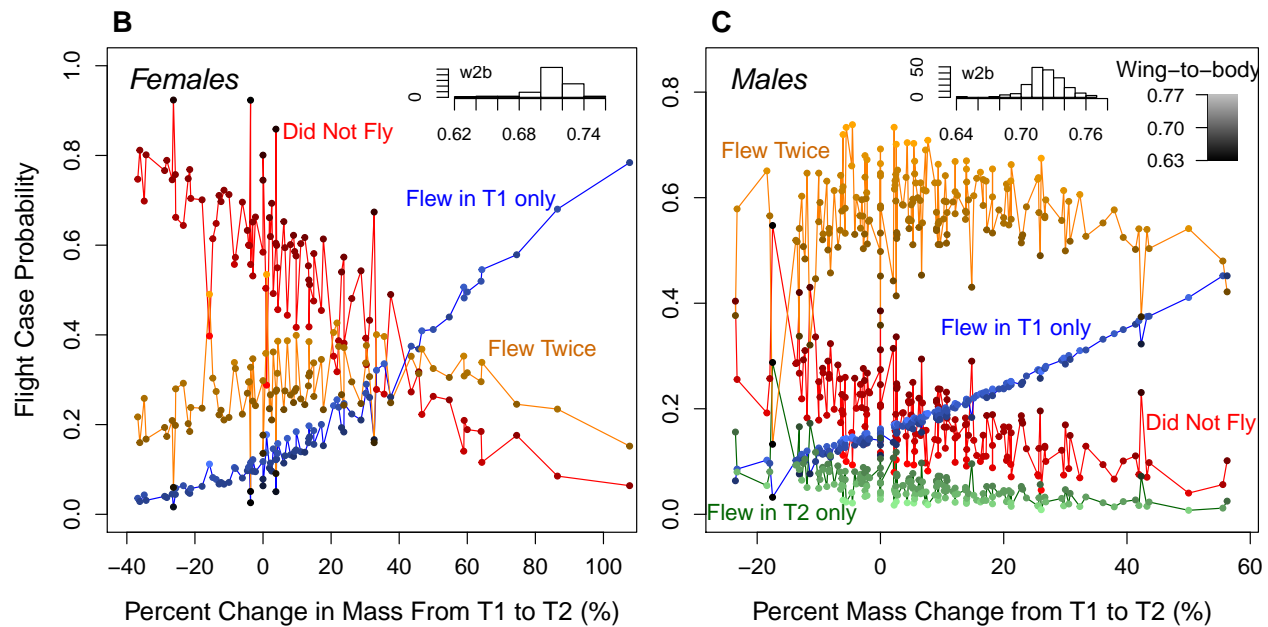 B
Females
w2b
0
0.62 0.68 0.74
Did Not Fly
Flew in T1 only
Flew Twice
Flight Case Probability
1.0
0.8
0.6
0.4
0.2
0.0
−40 −20 0 20 40 60 80 100
Percent Change in Mass From T1 to T2 (%)
C
Males
50
w2b
0
0.64 0.70 0.76
Wing−to−body
0.77
0.70
0.63
Flew Twice
Flew in T1 only
Did Not Fly
Flew in T2 only
0.8
0.6
0.4
0.2
0.0
−20 0 20 40 60
Percent Mass Change from T1 to T2 (%)